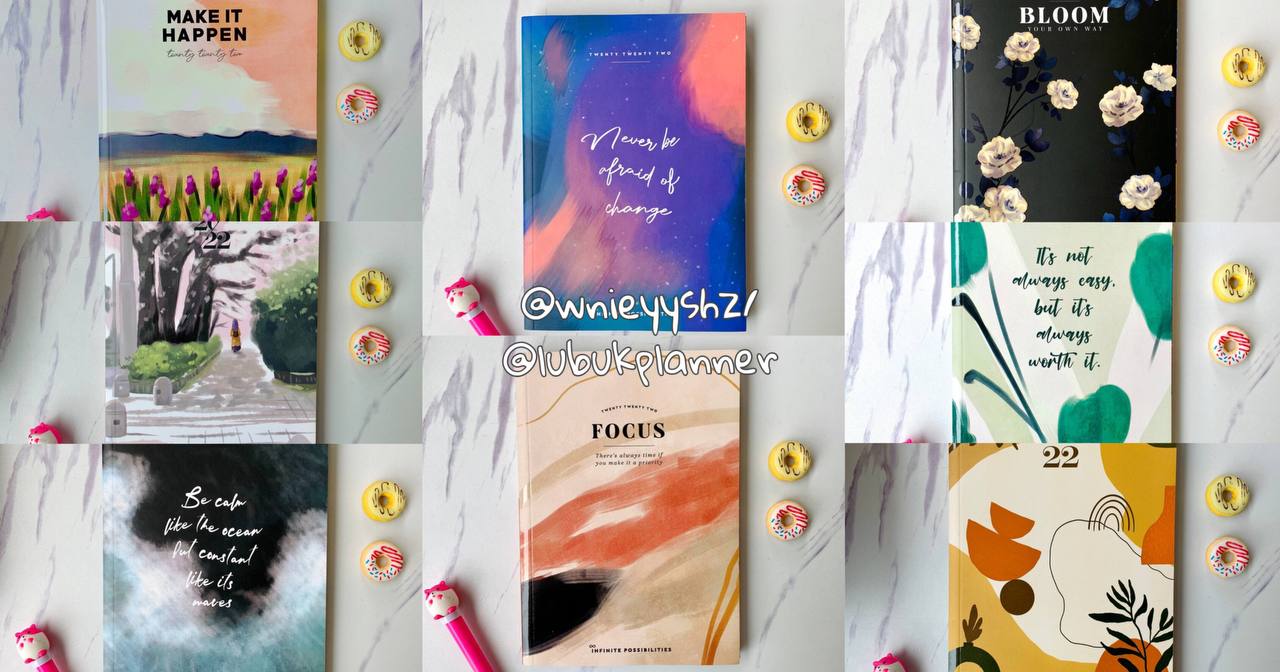 MAKE IT
HAPPEN
twenty twenty two
20
22
Be calm
like the ocean
but constant
like its
waves
TWENTY TWENTY TWO
Never be
afraid of
change
@wnieyyshz/
@lubukplanner
TWENTY TWENTY TWO
FOCUS
There's always time if
you make it a priority
INFINITE POSSIBILITIES
BLOOM
YOUR OWN WAY
It's not
always easy,
but it's
always
worth it.
22